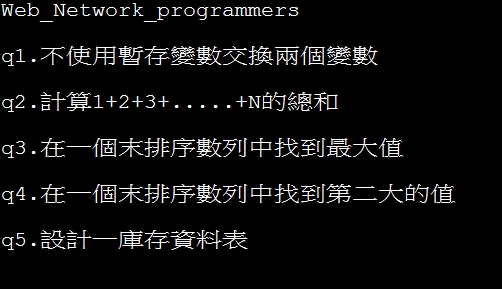 Web_Network_programmers
q1.不使用暫存變數交換兩個變數
q2.計算1+2+3+.....+N的總和
q3.在一個末排序數列中找到最大值
q4.在一個末排序數列中找到第二大的值
q5.設計一庫存資料表